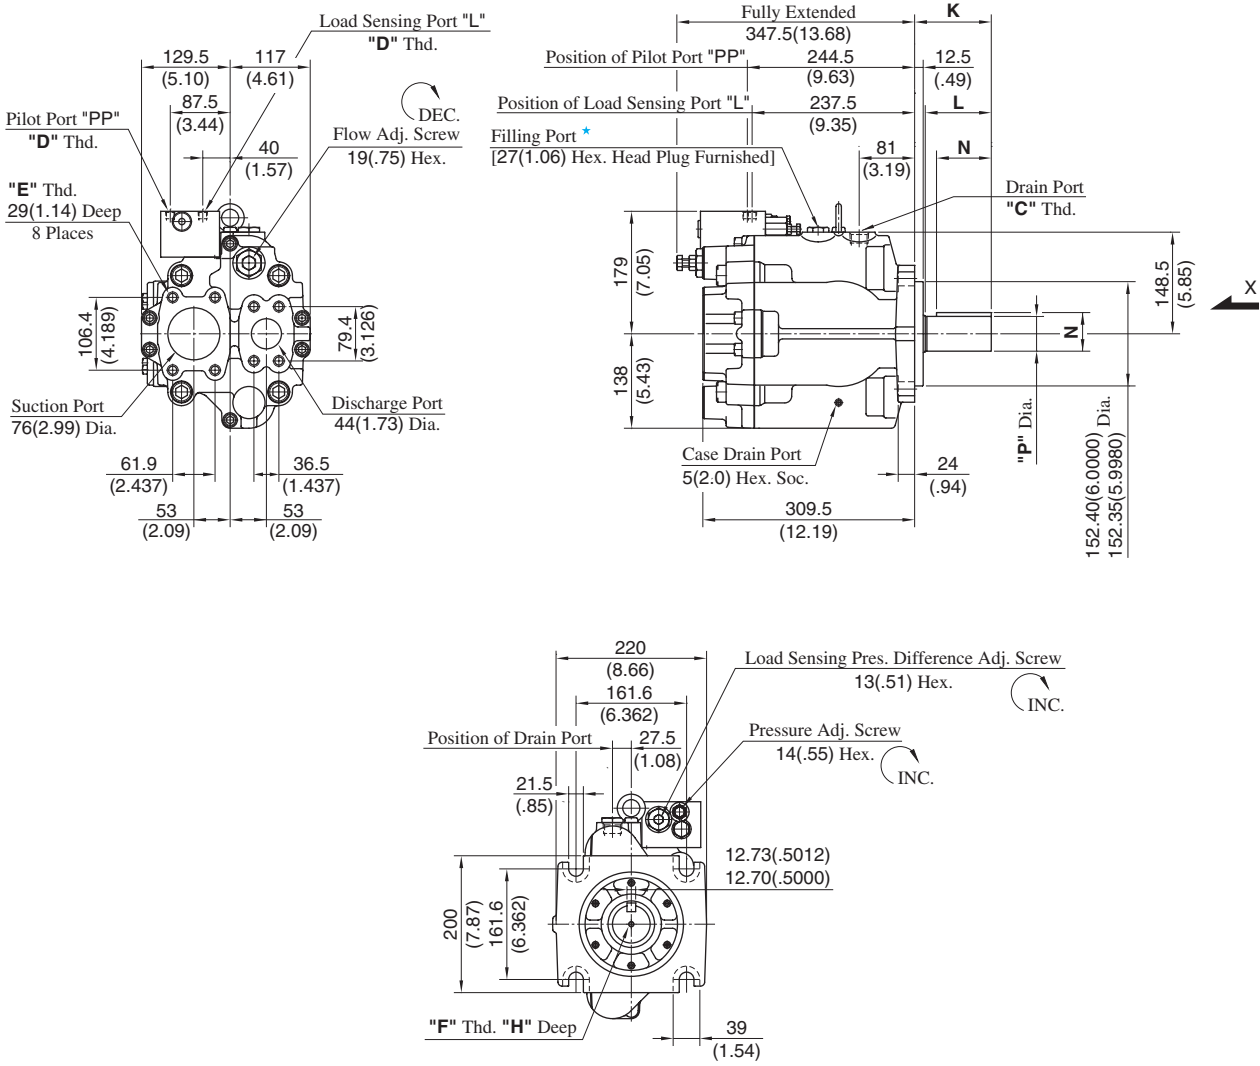 Load Sensing Port "L"
"D" Thd.
129.5
(5.10)
117
(4.61)
87.5
(3.44)
DEC.
Pilot Port "PP"
"D" Thd.
Flow Adj. Screw
19(.75) Hex.
40
(1.57)
"E" Thd.
29(1.14) Deep
8 Places
106.4
(4.189)
79.4
(3.126)
Suction Port
76(2.99) Dia.
Discharge Port
44(1.73) Dia.
61.9
(2.437)
36.5
(1.437)
53
(2.09)
53
(2.09)
Fully Extended
347.5(13.68)
K
Position of Pilot Port "PP"
244.5
(9.63)
12.5
(.49)
Position of Load Sensing Port "L"
237.5
(9.35)
L
Filling Port ★
[27(1.06) Hex. Head Plug Furnished]
81
(3.19)
N
Drain Port
"C" Thd.
179
(7.05)
138
(5.43)
148.5
(5.85)
X
N
"P" Dia.
152.40(6.0000)
152.35(5.9980)
Dia.
Case Drain Port
5(2.0) Hex. Soc.
24
(.94)
309.5
(12.19)
220
(8.66)
Load Sensing Pres. Difference Adj. Screw
13(.51) Hex.
INC.
161.6
(6.362)
Position of Drain Port
27.5
(1.08)
Pressure Adj. Screw
14(.55) Hex.
INC.
21.5
(.85)
12.73(.5012)
12.70(.5000)
200
(7.87)
161.6
(6.362)
"F" Thd. "H" Deep
39
(1.54)